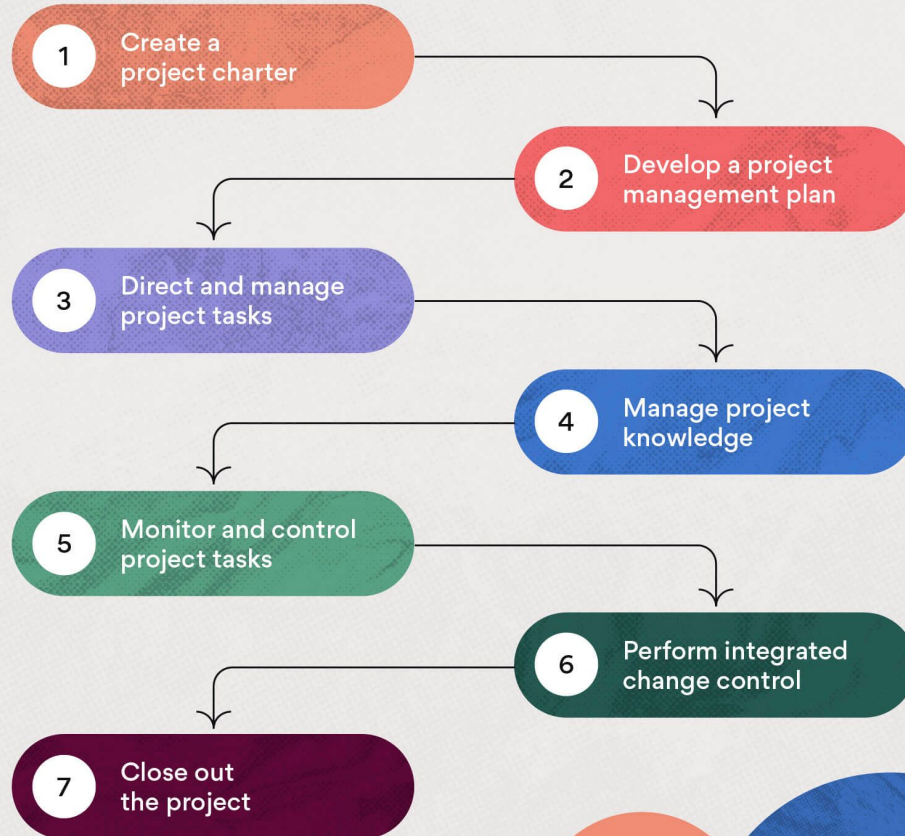 1
Create a
project charter
2
Develop a project
management plan
3
Direct and manage
project tasks
4
Manage project
knowledge
5
Monitor and control
project tasks
6
Perform integrated
change control
7
Close out
the project